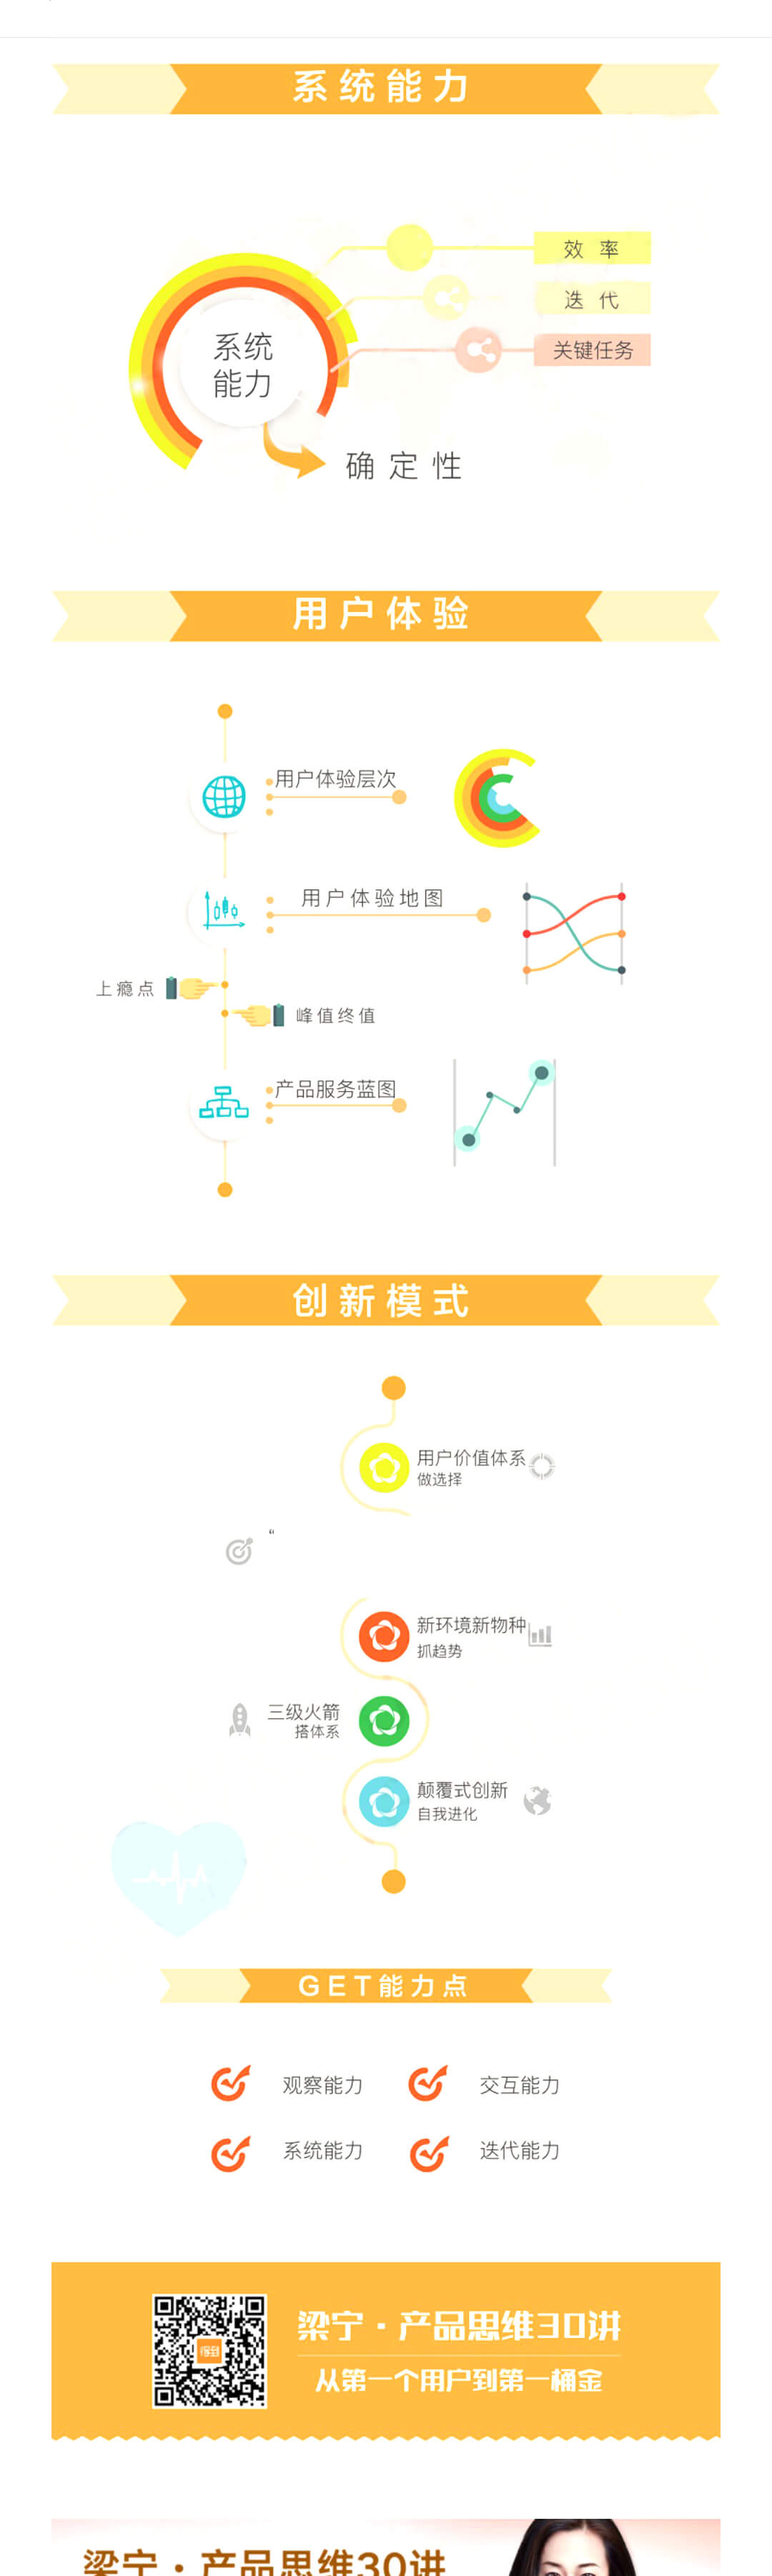 系统能力
效率
迭代
关键任务
系统
能力
确定性
用户体验
用户体验层次
用户体验地图
上瘾点
峰值终值
产品服务蓝图
创新模式
用户价值体系
做选择
“
新环境新物种
抓趋势
三级火箭
搭体系
颠覆式创新
自我进化
GET能力点
观察能力
交互能力
系统能力
迭代能力
得到
梁宁·产品思维30讲
从第一个用户到第一桶金
梁宁·产品思维30讲